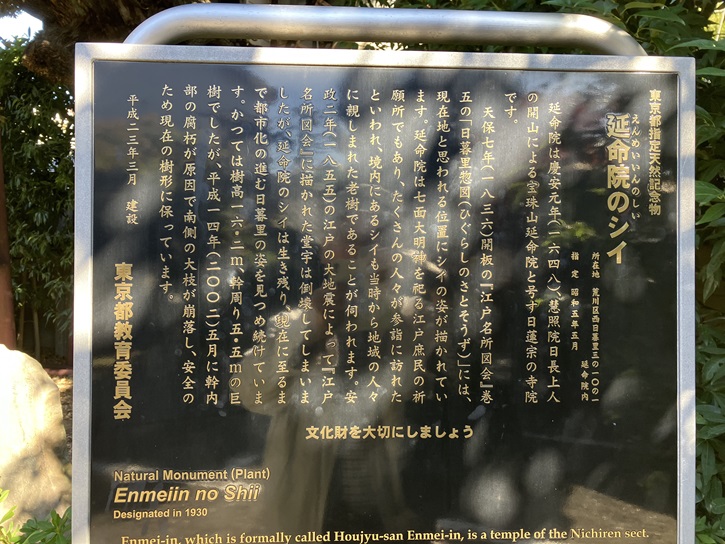 東京都指定天然記念物
えんめいいんのしい
延命院のシイ
所在地 荒川区西日暮里三の一〇の一
延命院内
指定 昭和五年三月
延命院は慶安元年(一六四八)、慧照院日長上人
の開山による宝珠山延命院と号す日蓮宗の寺院
です。
天保七年(一八三六)開板の『江戸名所図会』巻
五の「日暮里惣図(ひぐらしのさとそうず)」には、
現在地と思われる位置にシイの姿が描かれてい
ます。延命院は七面大明神を祀る江戸庶民の祈
願所でもあり、たくさんの人々が参詣に訪れた
といわれ、境内にあるシイも当時から地域の人々
に親しまれた老樹であることが伺われます。安
政二年(一八五五)の江戸の大地震によって『江戸
名所図会』に描かれた堂宇は倒壊してしまいま
したが、延命院のシイは生き残り、現在に至るま
で都市化の進む日暮里の姿を見つめ続けていま
す。かつては樹高一六・二m、幹周り五・五mの巨
樹でしたが、平成一四年(二〇〇二)五月に幹内
部の腐朽が原因で南側の大枝が崩落し、安全の
ため現在の樹形に保っています。
平成二三年三月 建設
東京都教育委員会
文化財を大切にしましょう
Natural Monument (Plant)
Enmeiin no Shii
Designated in 1930
Enmei-in, which is formally called Houjyu-san Enmei-in, is a temple of the Nichiren sect.